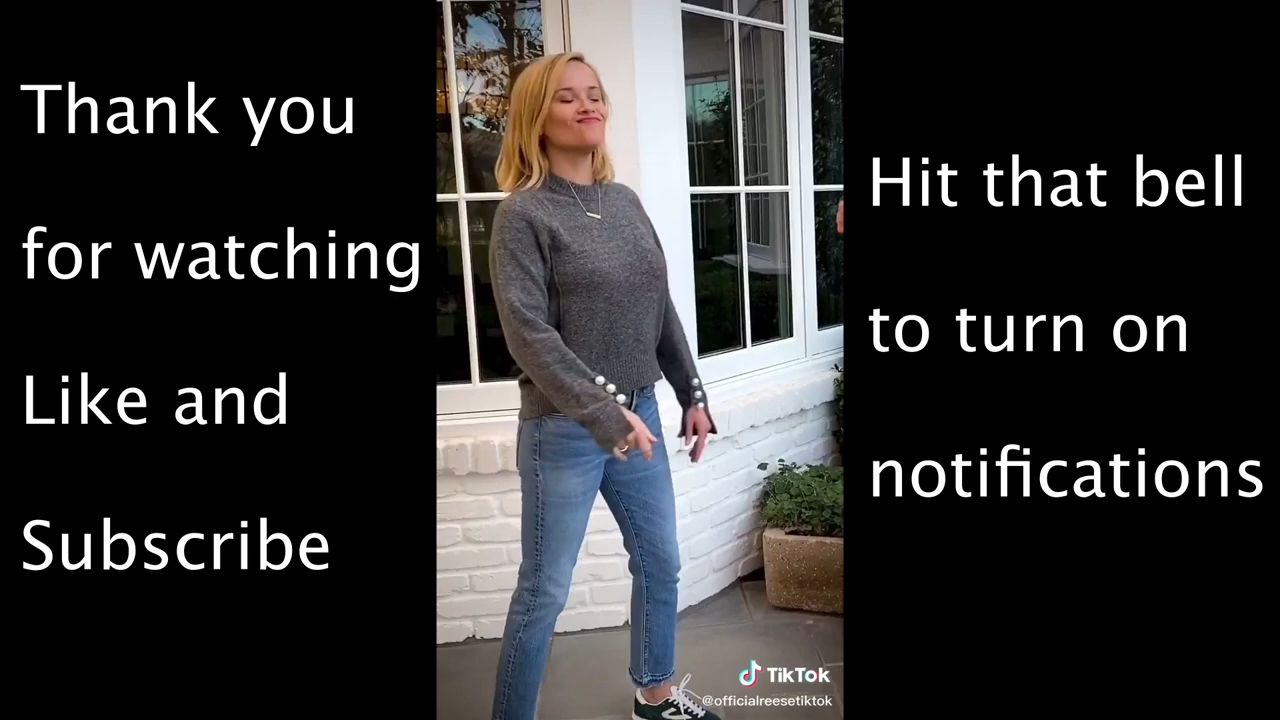 Thank you
for watching
Like and
Subscribe
Hit that bell
to turn on
notifications
TikTok
@officialreesetiktok